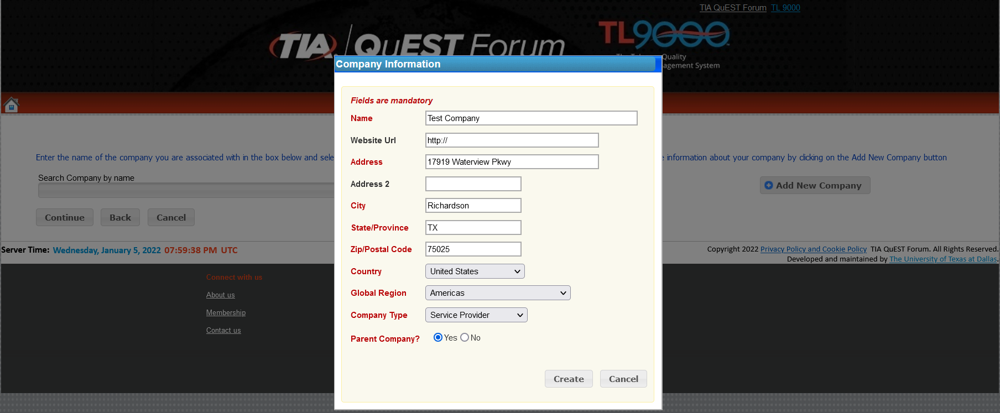 TIA QuEST Forum TL 9000
TIA QuEST Forum
TL9000
Quality
agement System
Company Information
Fields are mandatory
Name Test Company
Website Url http://
Enter the name of the company you are associated with in the box below and sele
e information about your company by clicking on the Add New Company button
Address 17919 Waterview Pkwy
Search Company by name
Address 2
Add New Company
City Richardson
Continue Back Cancel
State/Province TX
Zip/Postal Code 75025
Server Time: Wednesday, January 5, 2022 07:59:38 PM UTC
Copyright 2022 Privacy Policy and Cookie Policy TIA QuEST Forum. All Rights Reserved.
Developed and maintained by The University of Texas at Dallas.
Country United States
Connect with us
Global Region Americas
About us
Company Type Service Provider
Membership
Parent Company? Yes No
Contact us
Create Cancel